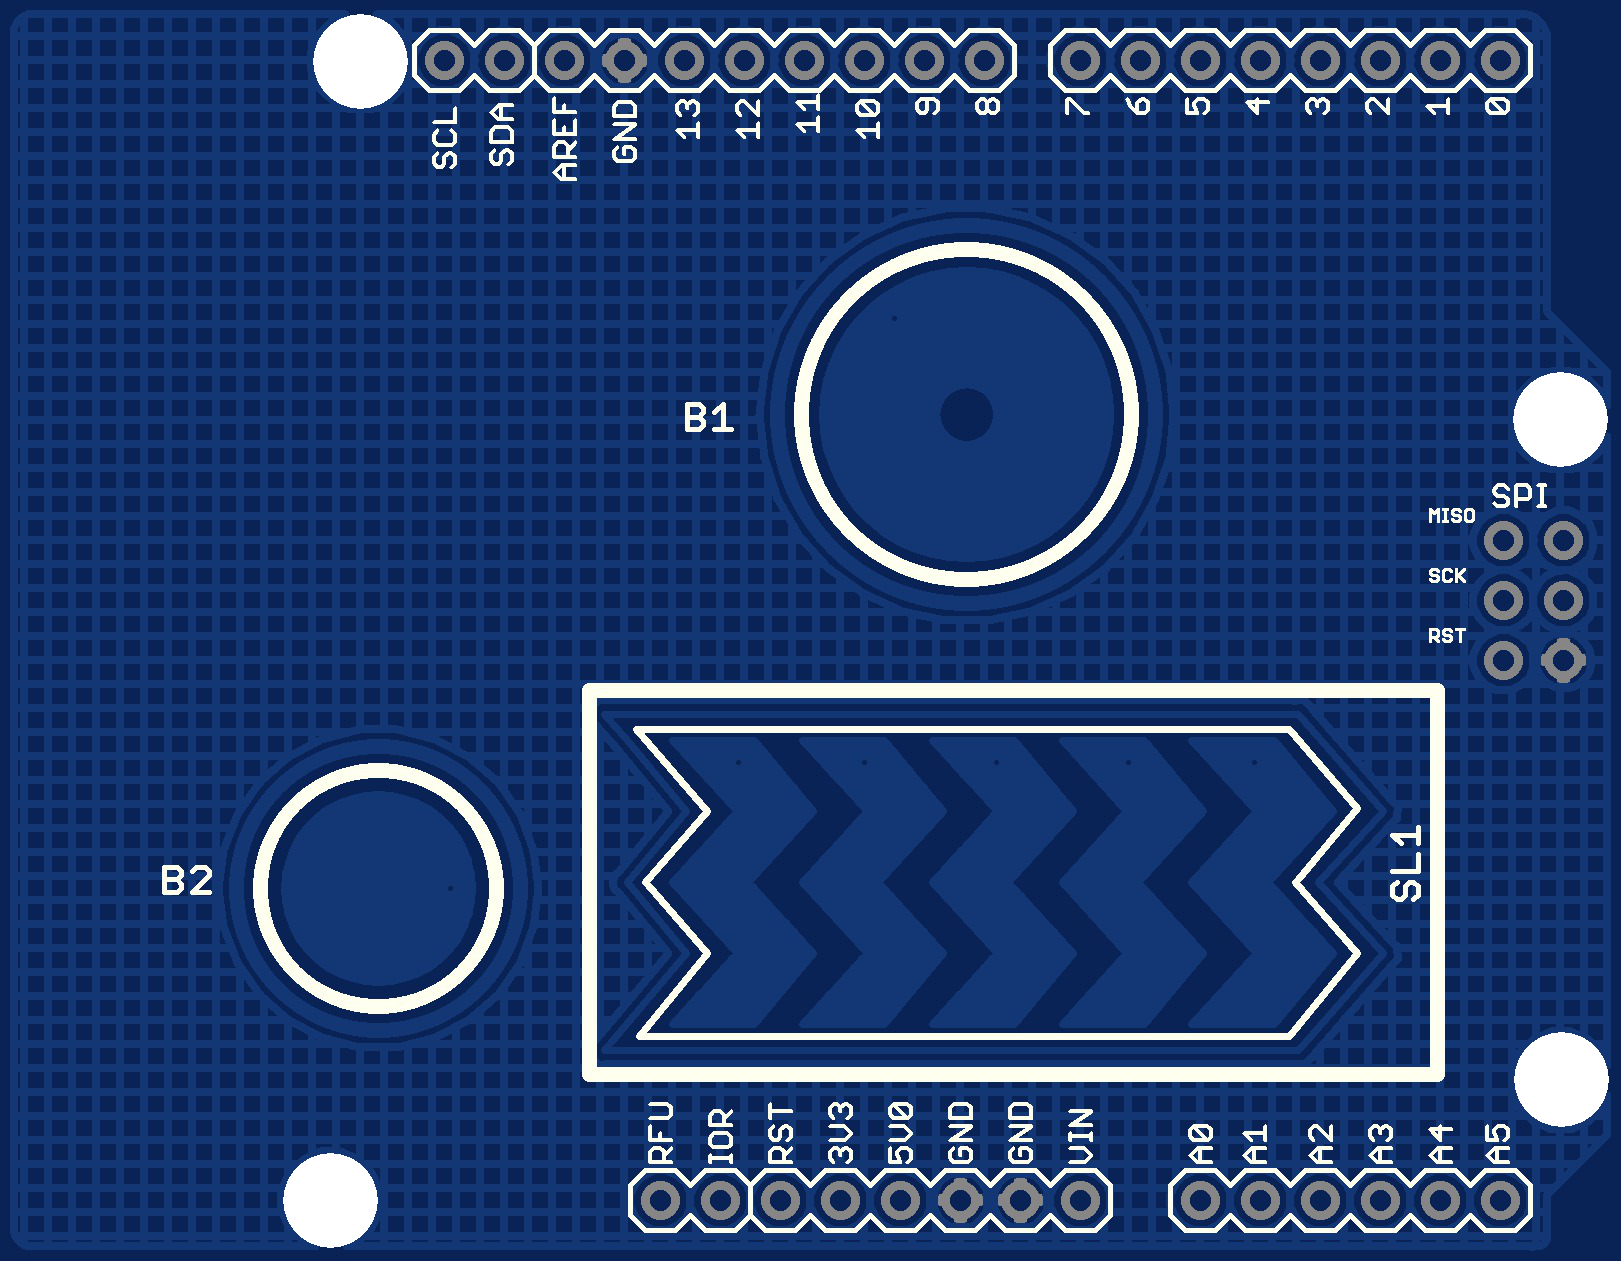 SCL SDA AREF GND 13 12 11 10 9 8 7 6 5 4 3 2 1 0
B1
SPI
MISO
SCK
RST
SL1
B2
RFU IOR RST 3V3 5V0 GND GND VIN A0 A1 A2 A3 A4 A5